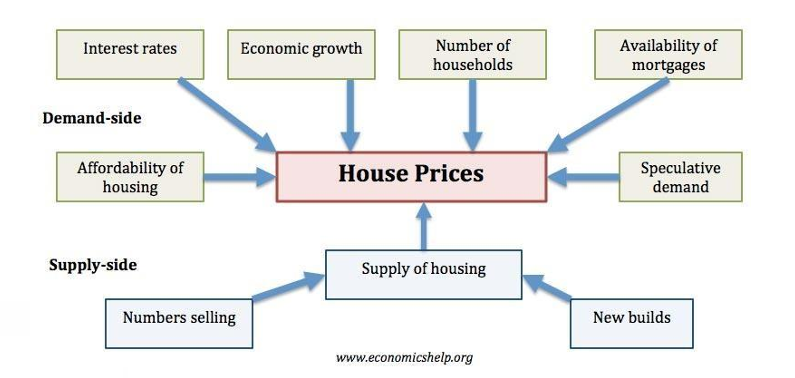 Interest rates
Economic growth
Number of
households
Availability of
mortgages
Demand-side
Affordability of
housing
House Prices
Speculative
demand
Supply-side
Supply of housing
Numbers selling
New builds
www.economicshelp.org